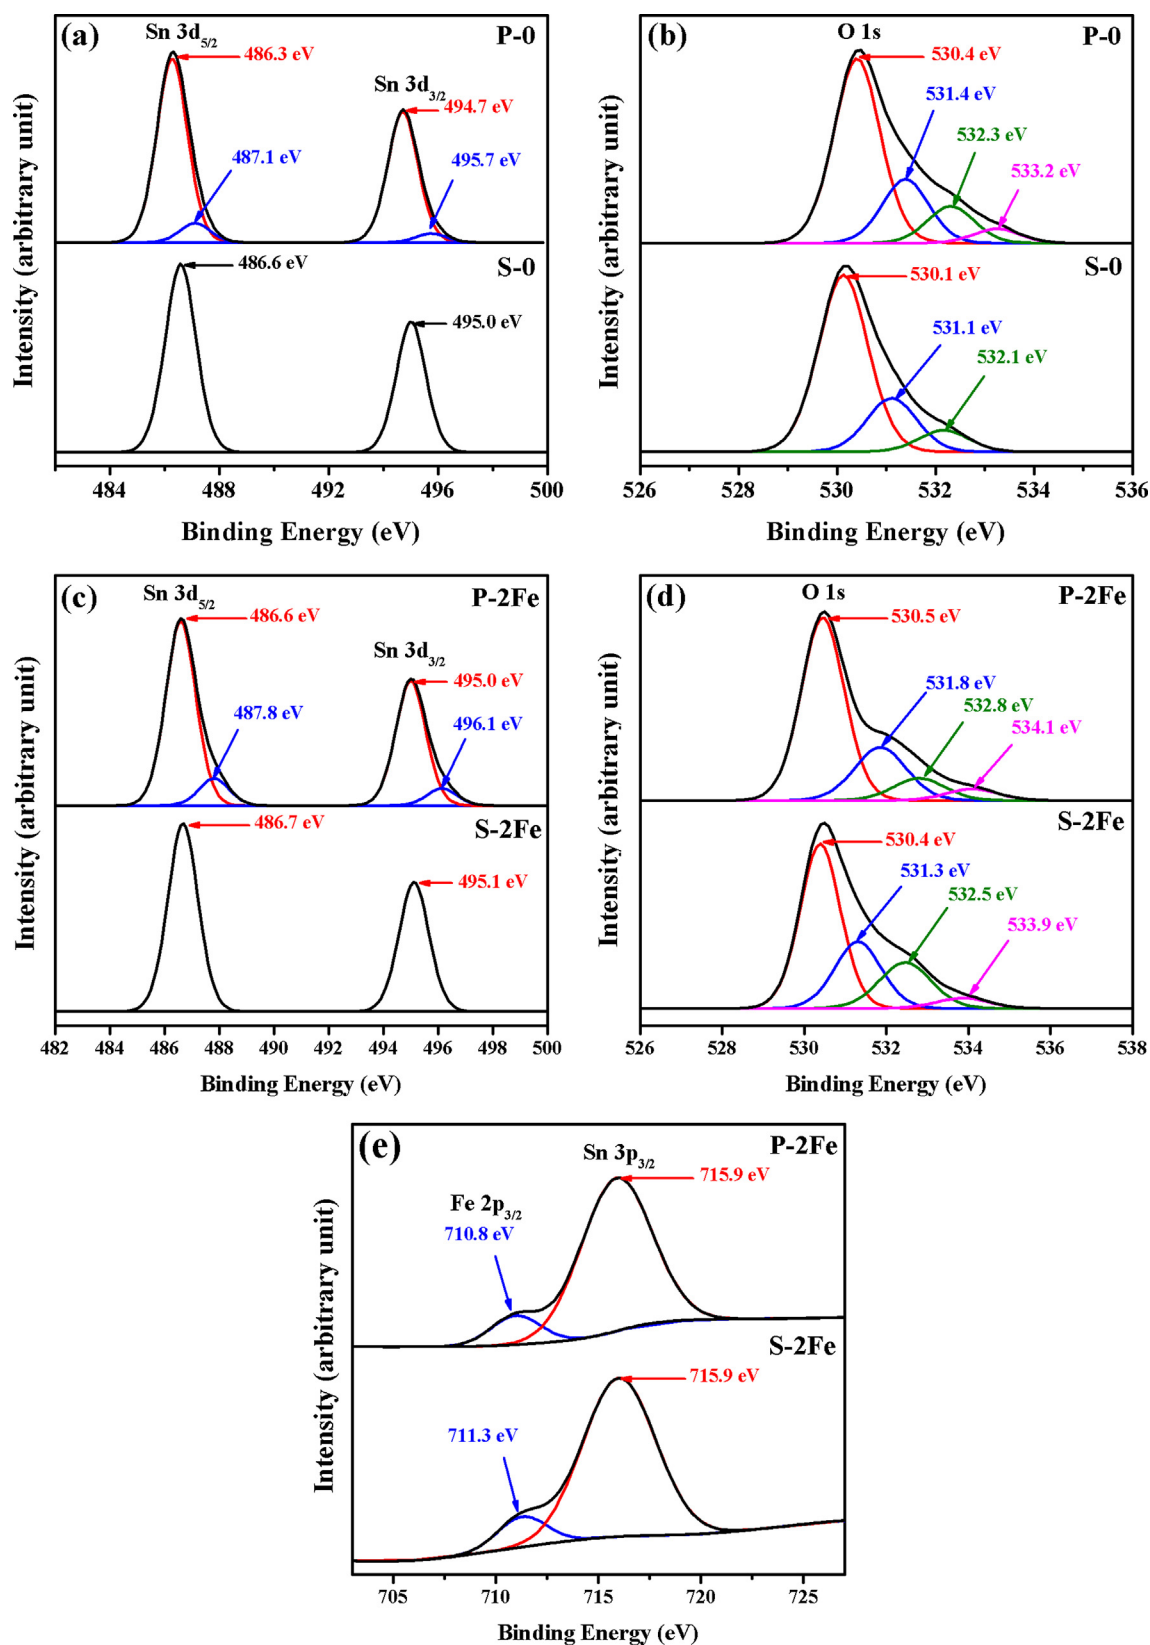 (a)
Sn 3d5/2
P-0
486.3 eV
Sn 3d3/2
494.7 eV
487.1 eV
495.7 eV
S-0
486.6 eV
495.0 eV
Intensity (arbitrary unit)
484 488 492 496 500
Binding Energy (eV)
(b)
O 1s
P-0
530.4 eV
531.4 eV
532.3 eV
533.2 eV
S-0
530.1 eV
531.1 eV
532.1 eV
Intensity (arbitrary unit)
526 528 530 532 534 536
Binding Energy (eV)
(c)
Sn 3d5/2
P-2Fe
486.6 eV
Sn 3d3/2
495.0 eV
487.8 eV
496.1 eV
S-2Fe
486.7 eV
495.1 eV
Intensity (arbitrary unit)
482 484 486 488 490 492 494 496 498 500
Binding Energy (eV)
(d)
O 1s
P-2Fe
530.5 eV
531.8 eV
532.8 eV
534.1 eV
S-2Fe
530.4 eV
531.3 eV
532.5 eV
533.9 eV
Intensity (arbitrary unit)
526 528 530 532 534 536 538
Binding Energy (eV)
(e)
Sn 3p3/2
P-2Fe
715.9 eV
Fe 2p3/2
710.8 eV
S-2Fe
715.9 eV
711.3 eV
Intensity (arbitrary unit)
705 710 715 720 725
Binding Energy (eV)